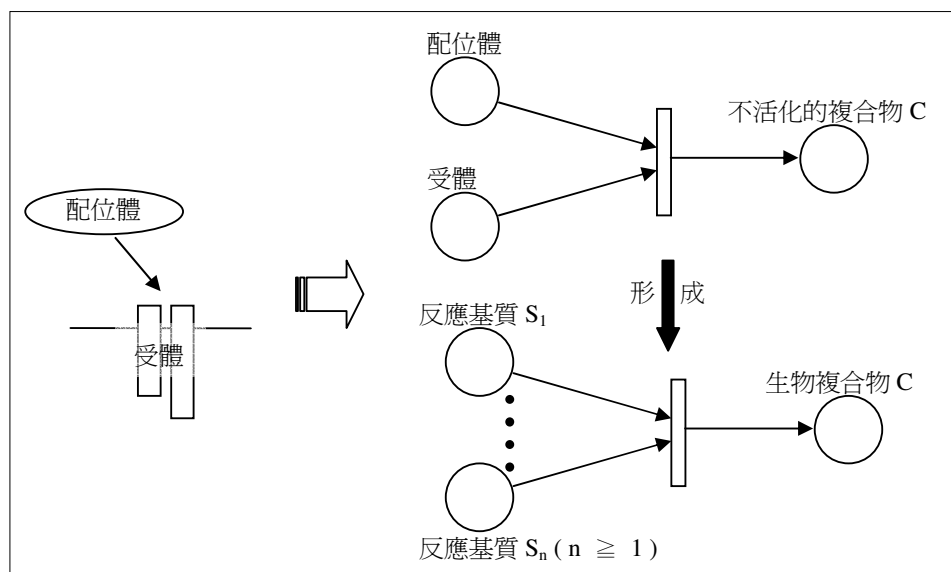 配位體
不活化的複合物 C
受體
配位體
形 成
受體
反應基質 S₁
生物複合物 C
反應基質 Sₙ ( n ≧ 1 )